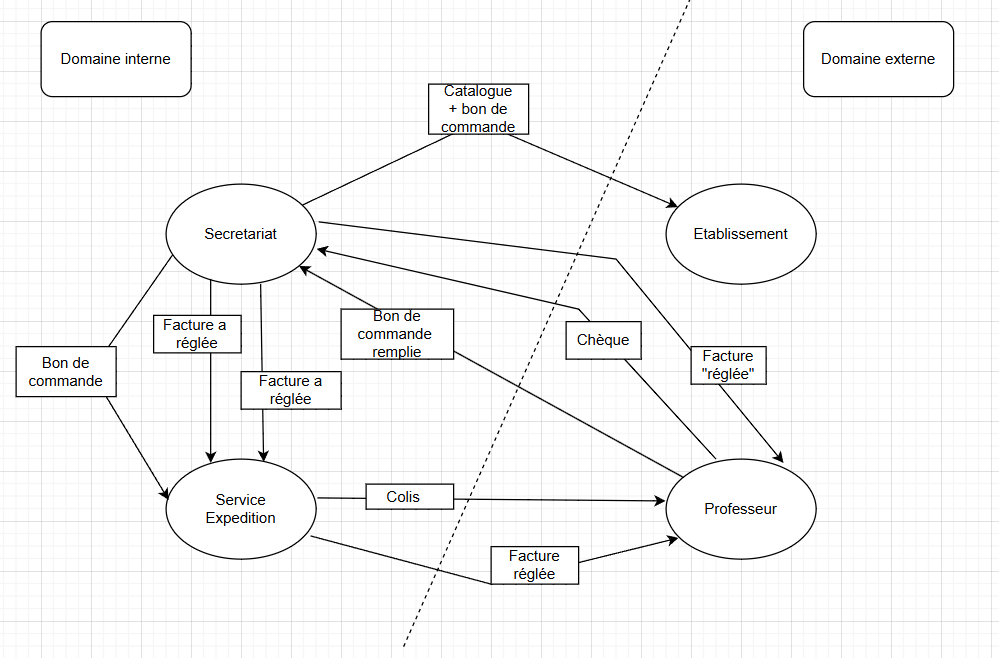 Domaine interne
Domaine externe
Catalogue
+ bon de
commande
Secretariat
Etablissement
Facture a
réglée
Bon de
commande
remplie
Chèque
Bon de
commande
Facture
"réglée"
Facture a
réglée
Service
Expedition
Colis
Professeur
Facture
réglée